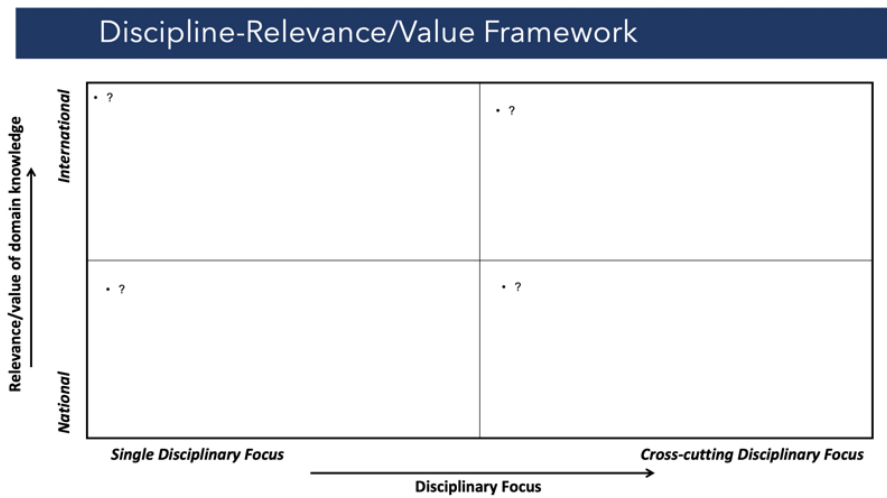 Discipline-Relevance/Value Framework
Relevance/value of domain knowledge
International
National
• ?
• ?
• ?
• ?
Single Disciplinary Focus
Cross-cutting Disciplinary Focus
Disciplinary Focus